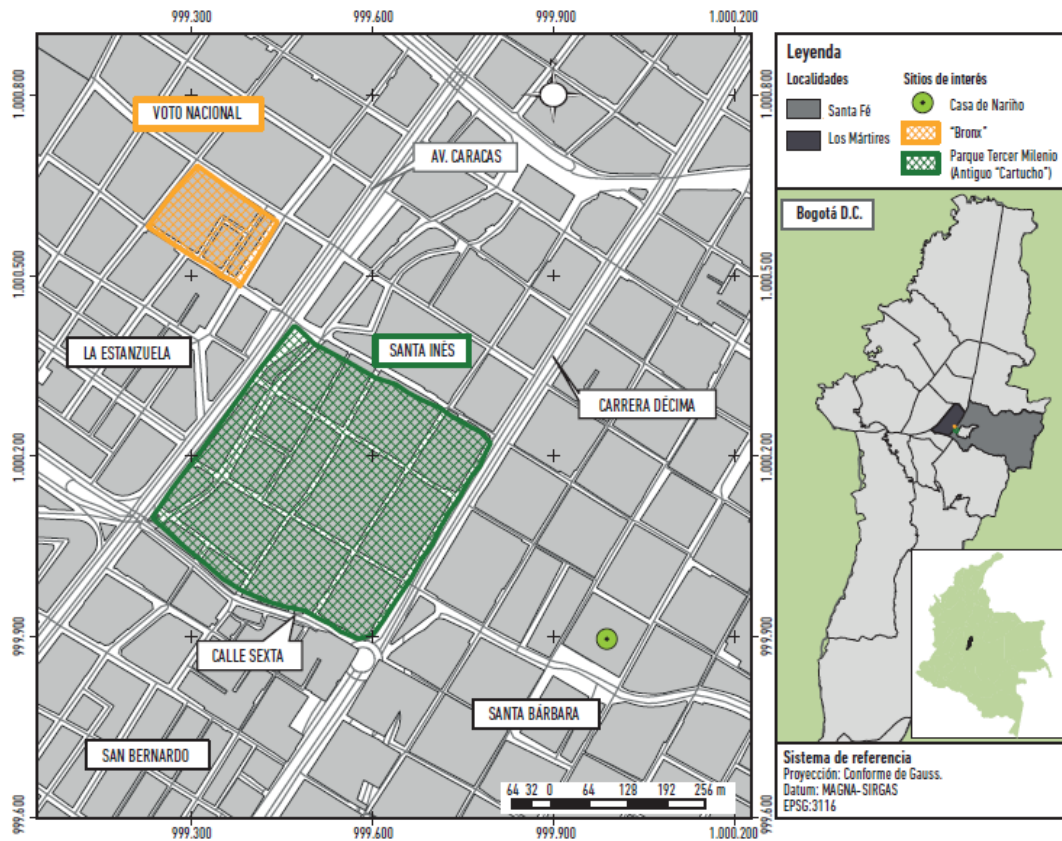 999.300
999.600
999.900
1.000.200
1.000.800
1.000.500
1.000.200
999.900
999.600
VOTO NACIONAL
AV. CARACAS
LA ESTANZUELA
SANTA INÉS
CARRERA DÉCIMA
CALLE SEXTA
SANTA BÁRBARA
SAN BERNARDO
N
64 32 0 64 128 192 256 m
1.000.800
1.000.500
1.000.200
999.900
999.600
999.300
999.600
999.900
1.000.200
Leyenda
Localidades
Santa Fé
Los Mártires
Sitios de interés
Casa de Nariho
"Bronx"
Parque Tercer Milenio
(Antiguo "Cartucho")
Bogotá D.C.
Sistema de referencia
Proyección: Conforme de Gauss.
Datum: MAGNA-SIRGAS
EPSG:3116